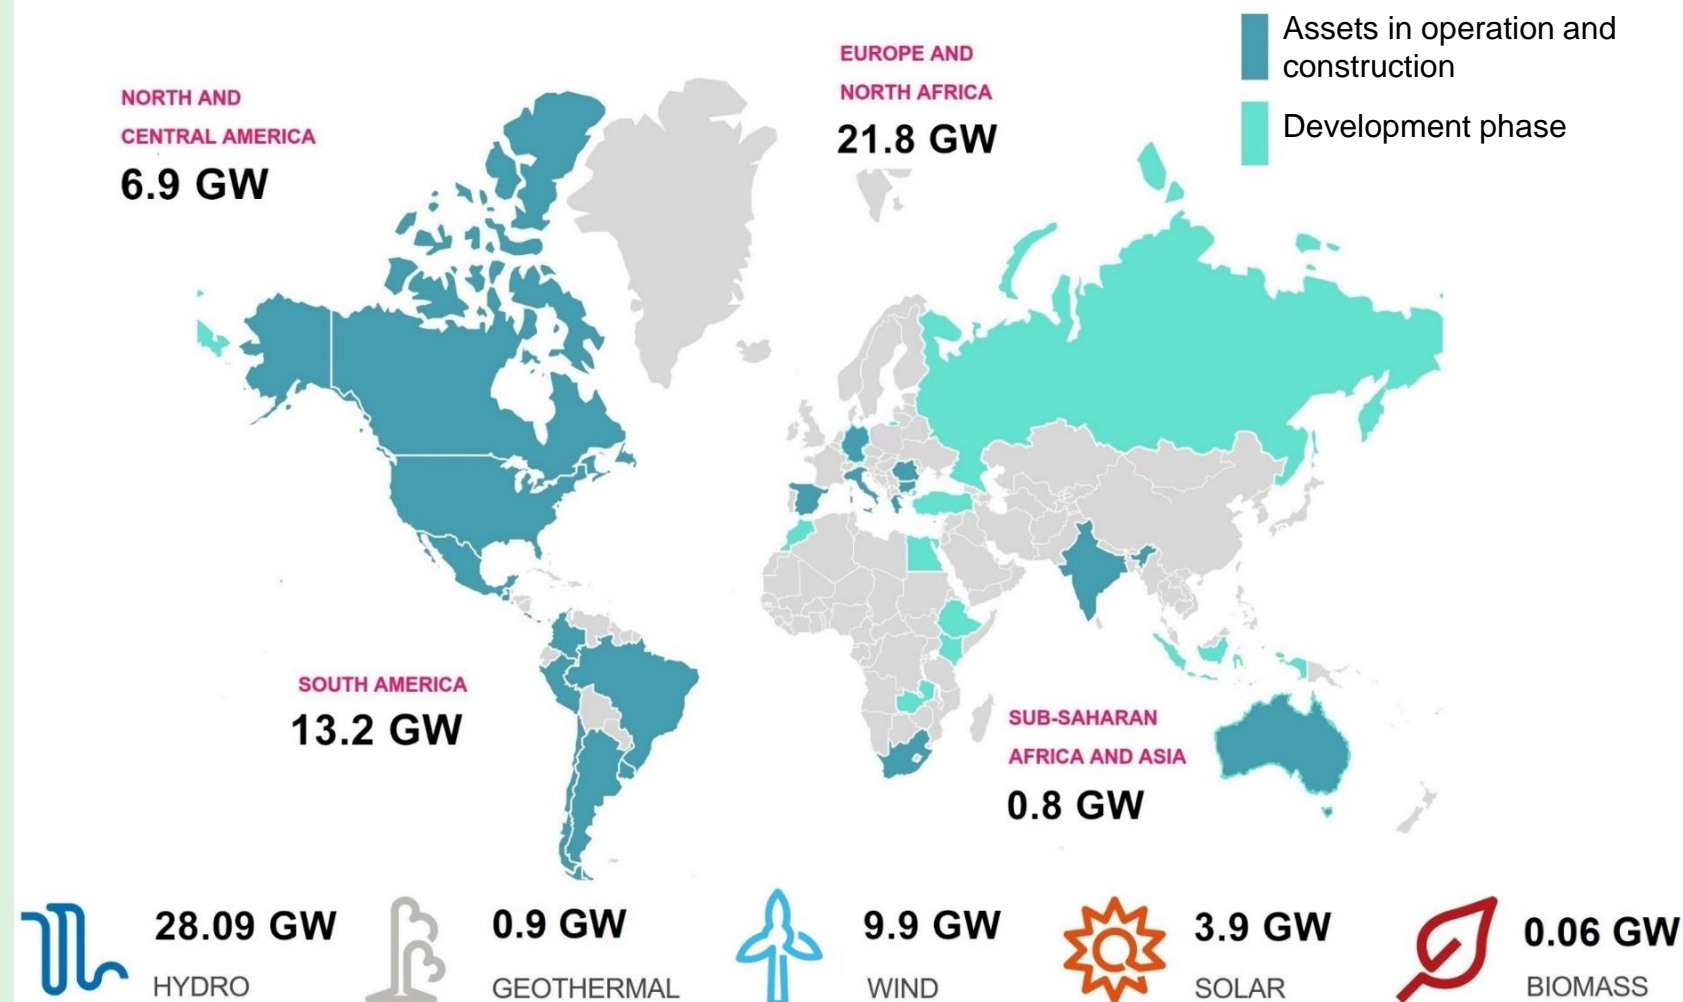 Assets in operation and
construction
Development phase
NORTH AND
CENTRAL AMERICA
6.9 GW
EUROPE AND
NORTH AFRICA
21.8 GW
SOUTH AMERICA
13.2 GW
SUB-SAHARAN
AFRICA AND ASIA
0.8 GW
28.09 GW
HYDRO
0.9 GW
GEOTHERMAL
9.9 GW
WIND
3.9 GW
SOLAR
0.06 GW
BIOMASS